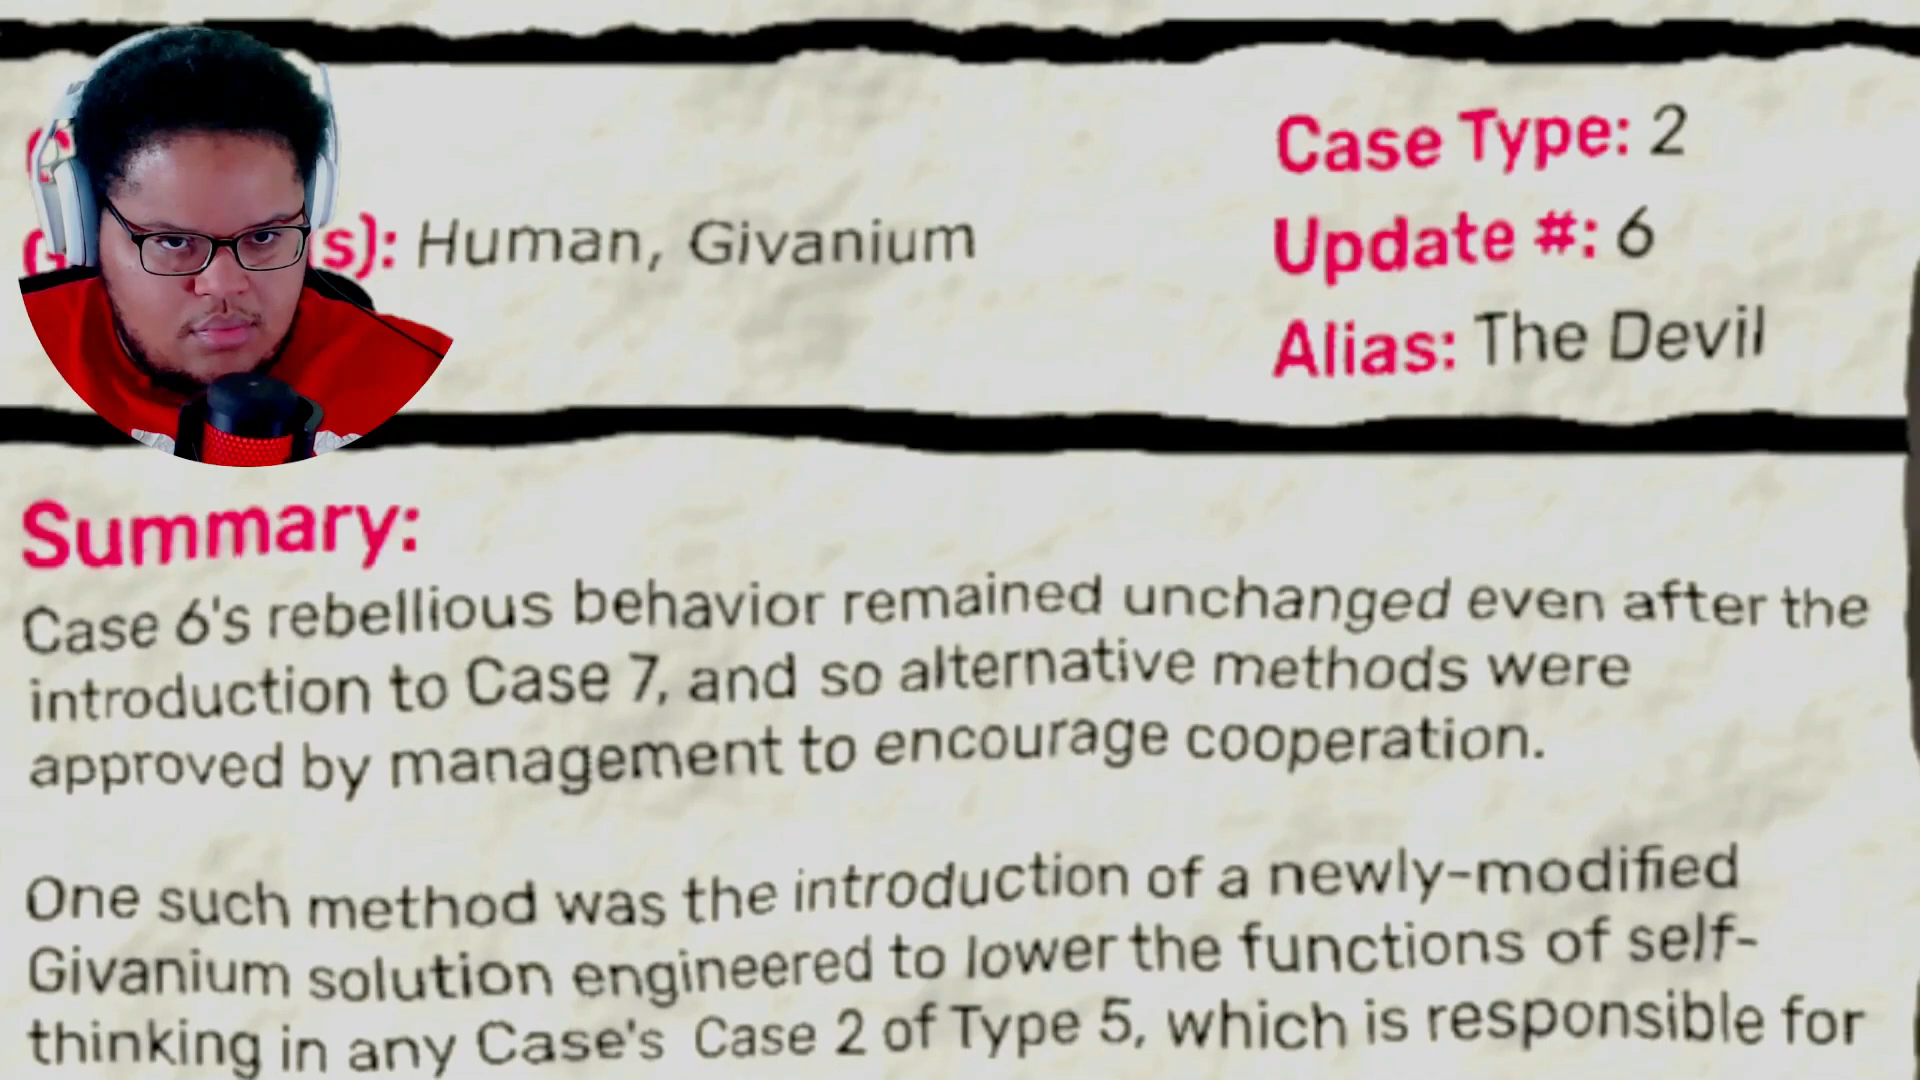 Human, Givanium
Case Type: 2
Update #: 6
Alias: The Devil
Summary:
Case 6's rebellious behavior remained unchanged even after the
introduction to Case 7, and so alternative methods were
approved by management to encourage cooperation.
One such method was the introduction of a newly-modified
Givanium solution engineered to lower the functions of self-
thinking in any Case's Case 2 of Type 5, which is responsible for